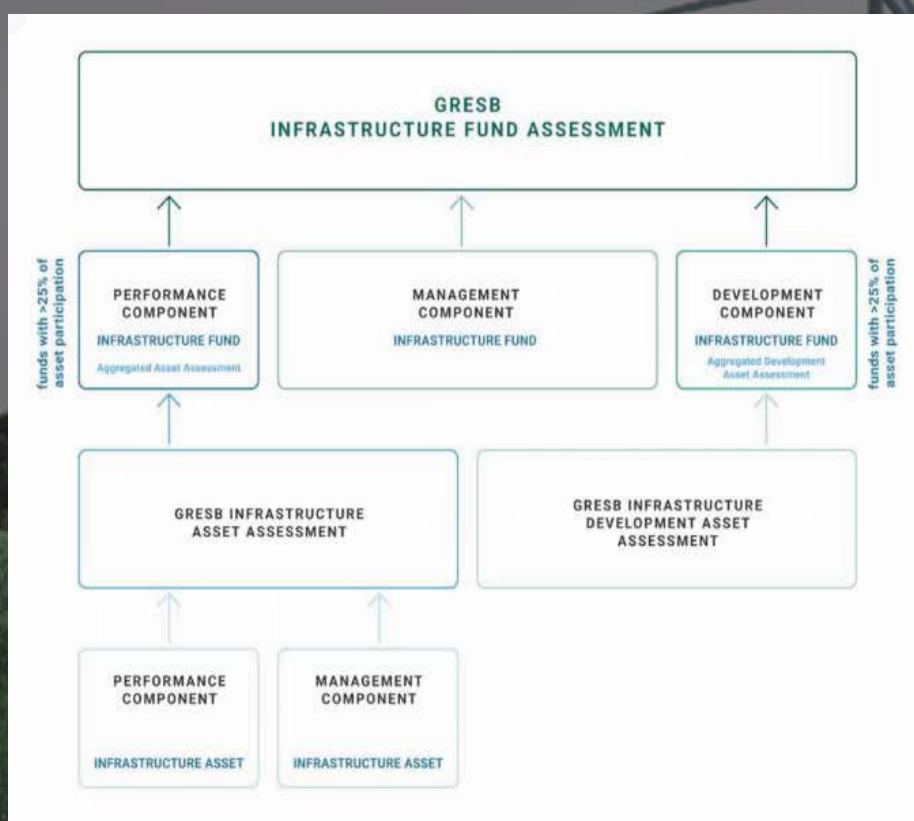 GRESB
INFRASTRUCTURE FUND ASSESSMENT
funds with >25% of
asset participation
PERFORMANCE
COMPONENT
INFRASTRUCTURE FUND
Aggregated Asset Assessment
MANAGEMENT
COMPONENT
INFRASTRUCTURE FUND
DEVELOPMENT
COMPONENT
INFRASTRUCTURE FUND
Aggregated Development
Asset Assessment
funds with >25% of
asset participation
GRESB INFRASTRUCTURE
ASSET ASSESSMENT
GRESB INFRASTRUCTURE
DEVELOPMENT ASSET
ASSESSMENT
PERFORMANCE
COMPONENT
INFRASTRUCTURE ASSET
MANAGEMENT
COMPONENT
INFRASTRUCTURE ASSET